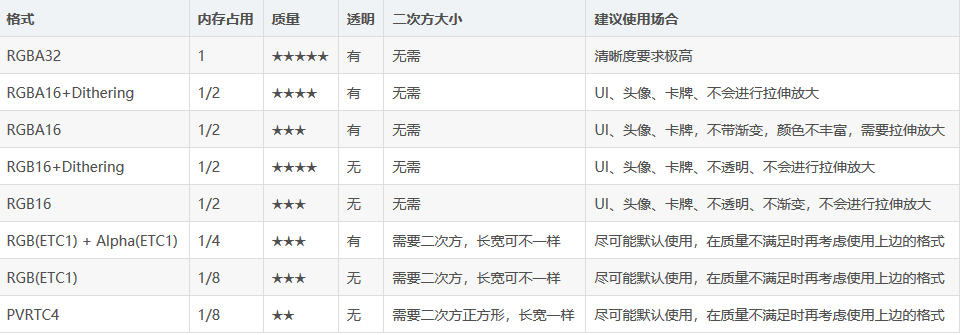 格式 内存占用 质量 透明 二次方大小 建议使用场合
RGBA32 1 ★★★★★ 有 无需 清晰度要求极高
RGBA16+Dithering 1/2 ★★★★ 有 无需 UI、头像、卡牌、不会进行拉伸放大
RGBA16 1/2 ★★★ 有 无需 UI、头像、卡牌，不带渐变，颜色不丰富，需要拉伸放大
RGB16+Dithering 1/2 ★★★★ 无 无需 UI、头像、卡牌、不透明、不会进行拉伸放大
RGB16 1/2 ★★★ 无 无需 UI、头像、卡牌、不透明、不渐变，不会进行拉伸放大
RGB(ETC1) + Alpha(ETC1) 1/4 ★★★ 有 需要二次方，长宽可不一样 尽可能默认使用，在质量不满足时再考虑使用上边的格式
RGB(ETC1) 1/8 ★★★ 无 需要二次方，长宽可不一样 尽可能默认使用，在质量不满足时再考虑使用上边的格式
PVRTC4 1/8 ★★ 无 需要二次方正方形，长宽一样 尽可能默认使用，在质量不满足时再考虑使用上边的格式